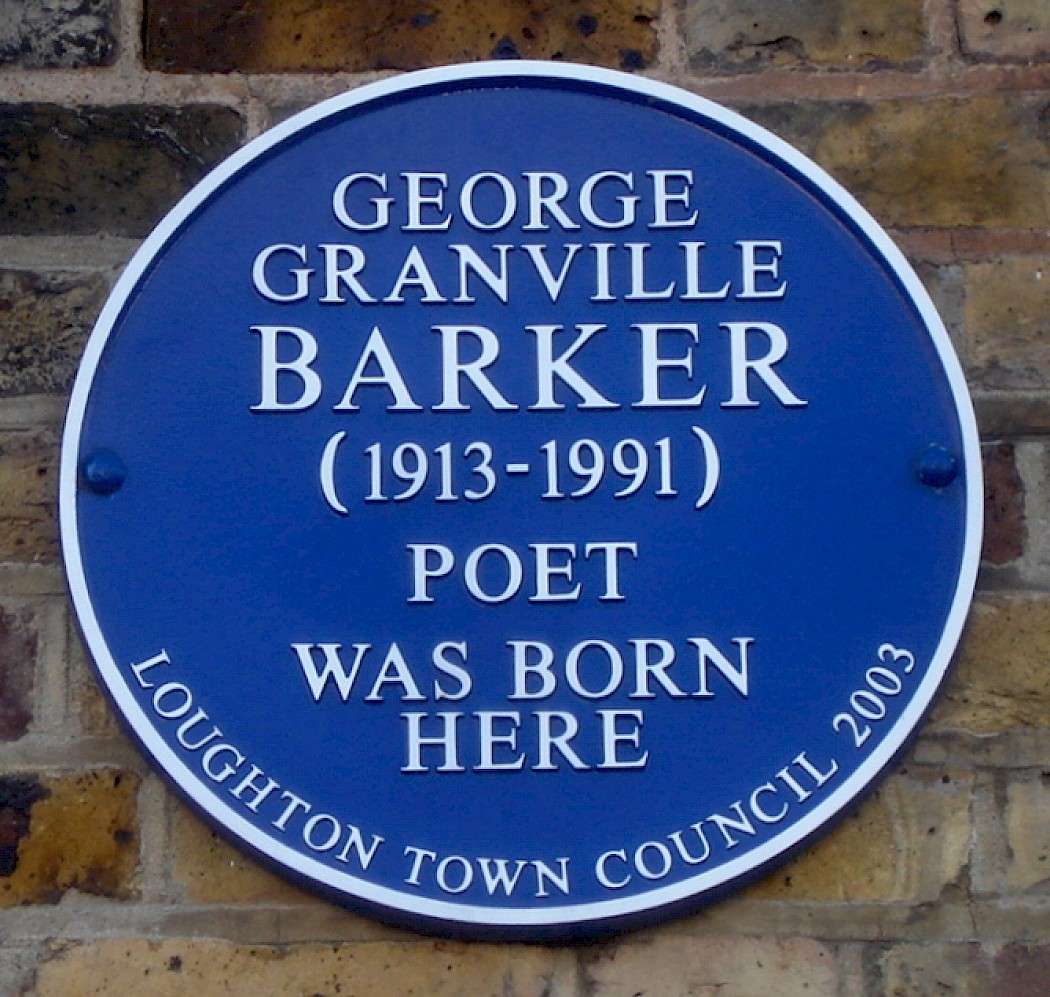 GEORGE
GRANVILLE
BARKER
(1913-1991)
POET
WAS BORN
HERE
LOUGHTON TOWN COUNCIL 2003